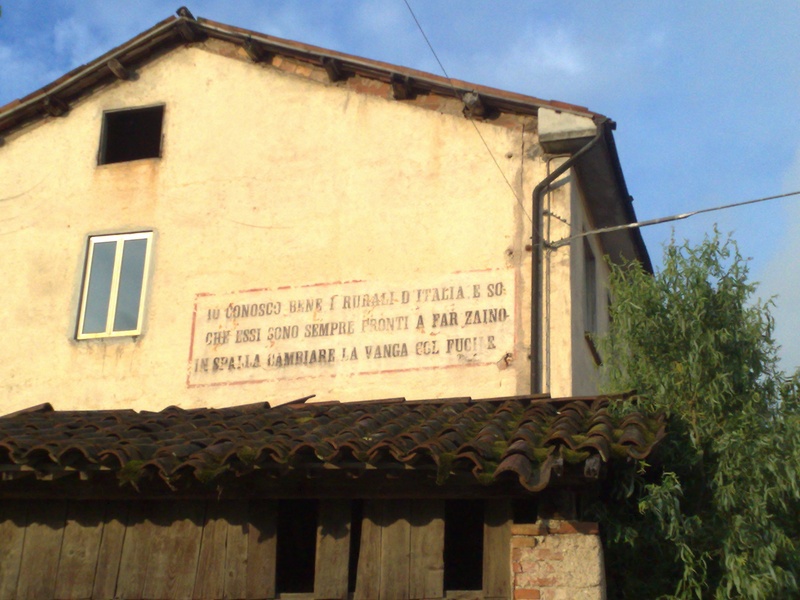 IO CONOSCO BENE I RURALI D ITALIA E SO:
CHE ESSI SONO SEMPRE PRONTI A FAR ZAINO
IN SPALLA CAMBIARE LA VANGA COL FUCILE